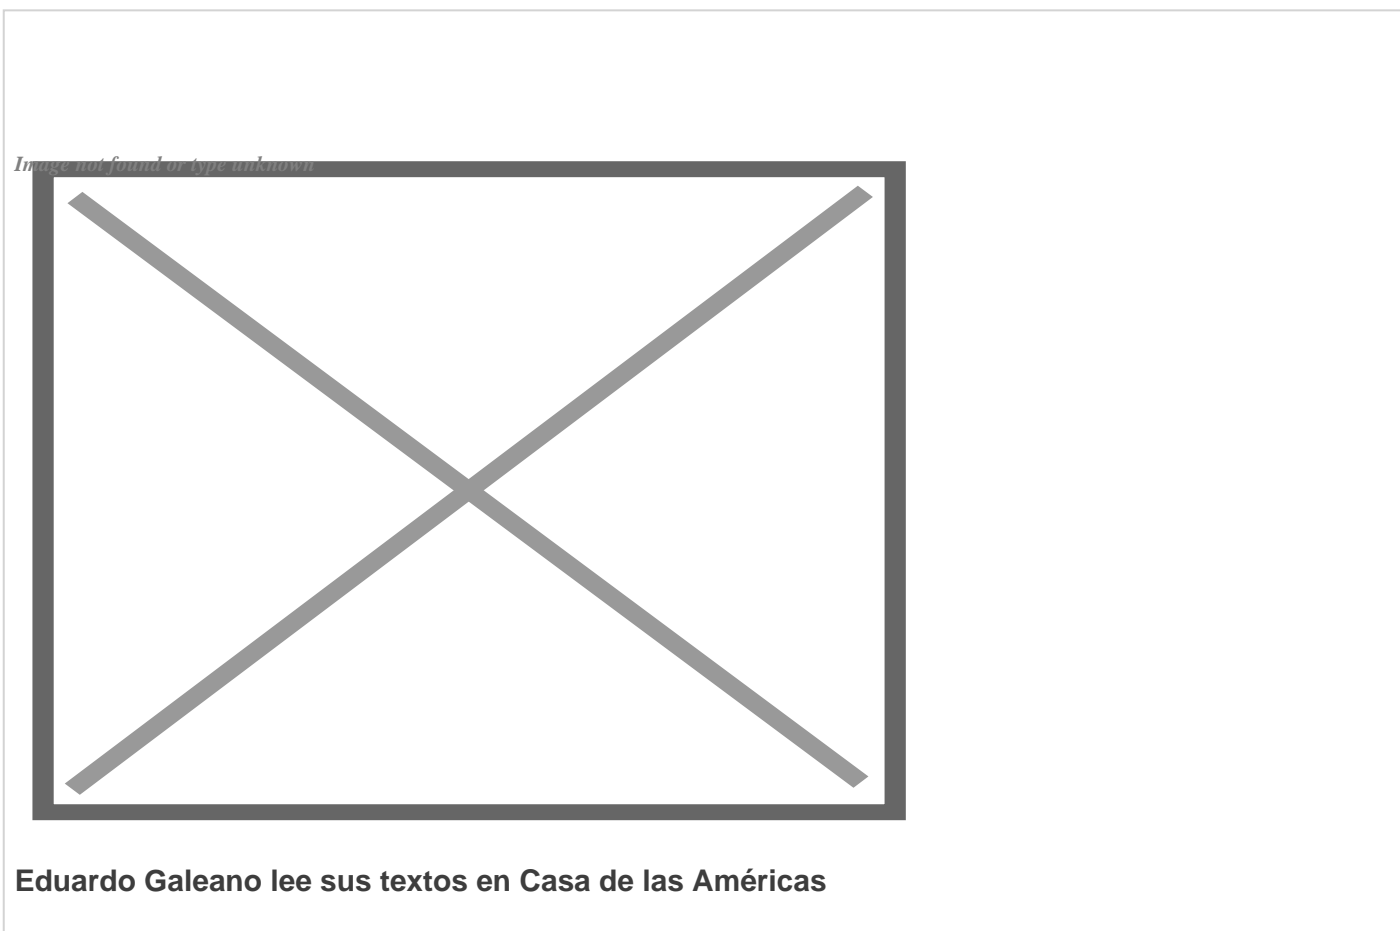 Image not found or type unknown
Eduardo Galeano lee sus textos en Casa de las Américas